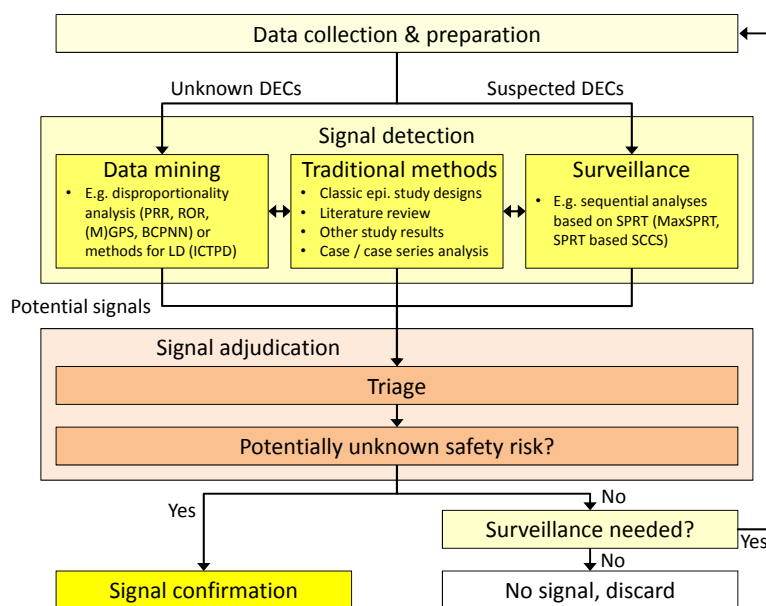 Data collection & preparation
Unknown DECs
Suspected DECs
Signal detection
Data mining
• E.g. disproportionality
analysis (PRR, ROR,
(M)GPS, BCPNN) or
methods for LD (ICTPD)
Traditional methods
• Classic epi. study designs
• Literature review
• Other study results
• Case / case series analysis
Surveillance
• E.g. sequential analyses
based on SPRT (MaxSPRT,
SPRT based SCCS)
Potential signals
Signal adjudication
Triage
Potentially unknown safety risk?
Yes
No
Surveillance needed?
Yes
No
Signal confirmation
No signal, discard